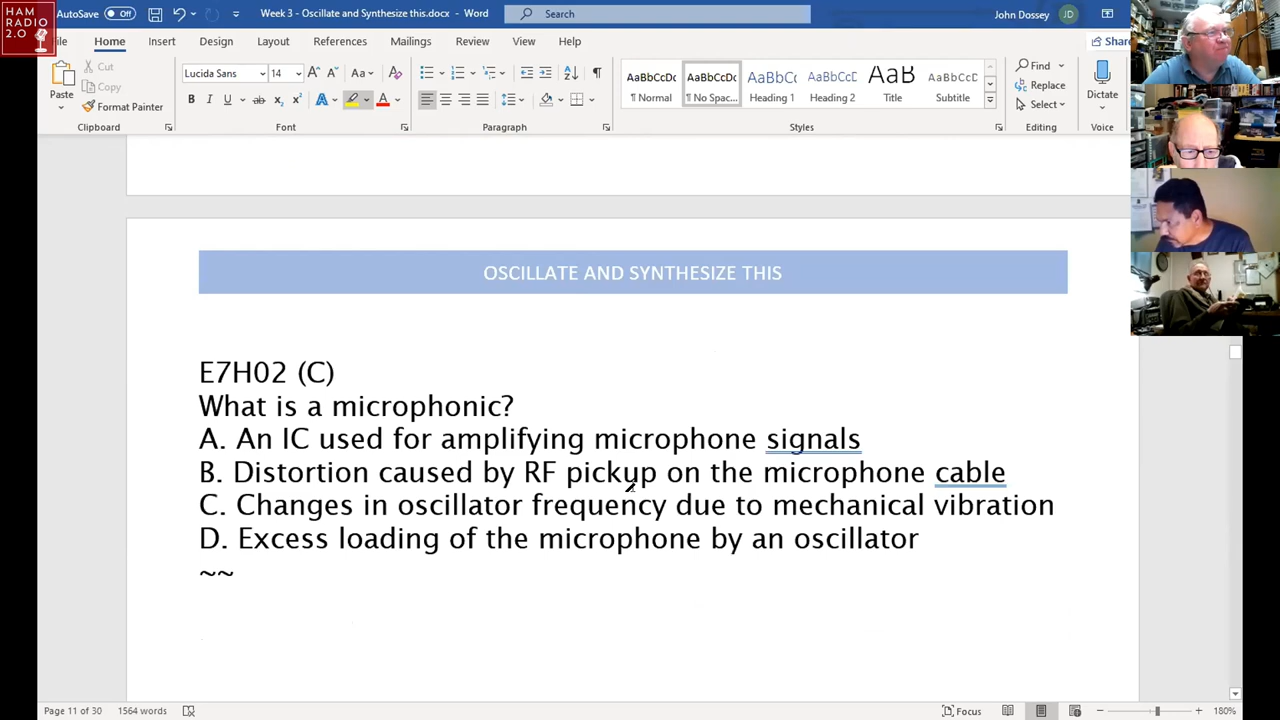 HAM
RADIO
2.0
AutoSave Off
Week 3 - Oscillate and Synthesize this.docx - Word
Search
John Dossey JD
ile Home Insert Design Layout References Mailings Review View Help Share
Paste
Cut
Copy
Format Painter
Clipboard
Lucida Sans 14
Font
Paragraph
AaBbCcDc AaBbCcDc AaBbCcI AaBbCcD AaB AaBbCcD
¶ Normal ¶ No Spac... Heading 1 Heading 2 Title Subtitle
Styles
Find
Replace
Select
Editing
Dictate
Voice
OSCILLATE AND SYNTHESIZE THIS
E7H02 (C)
What is a microphonic?
A. An IC used for amplifying microphone signals
B. Distortion caused by RF pickup on the microphone cable
C. Changes in oscillator frequency due to mechanical vibration
D. Excess loading of the microphone by an oscillator
~~
Page 11 of 30 1564 words Focus 180%